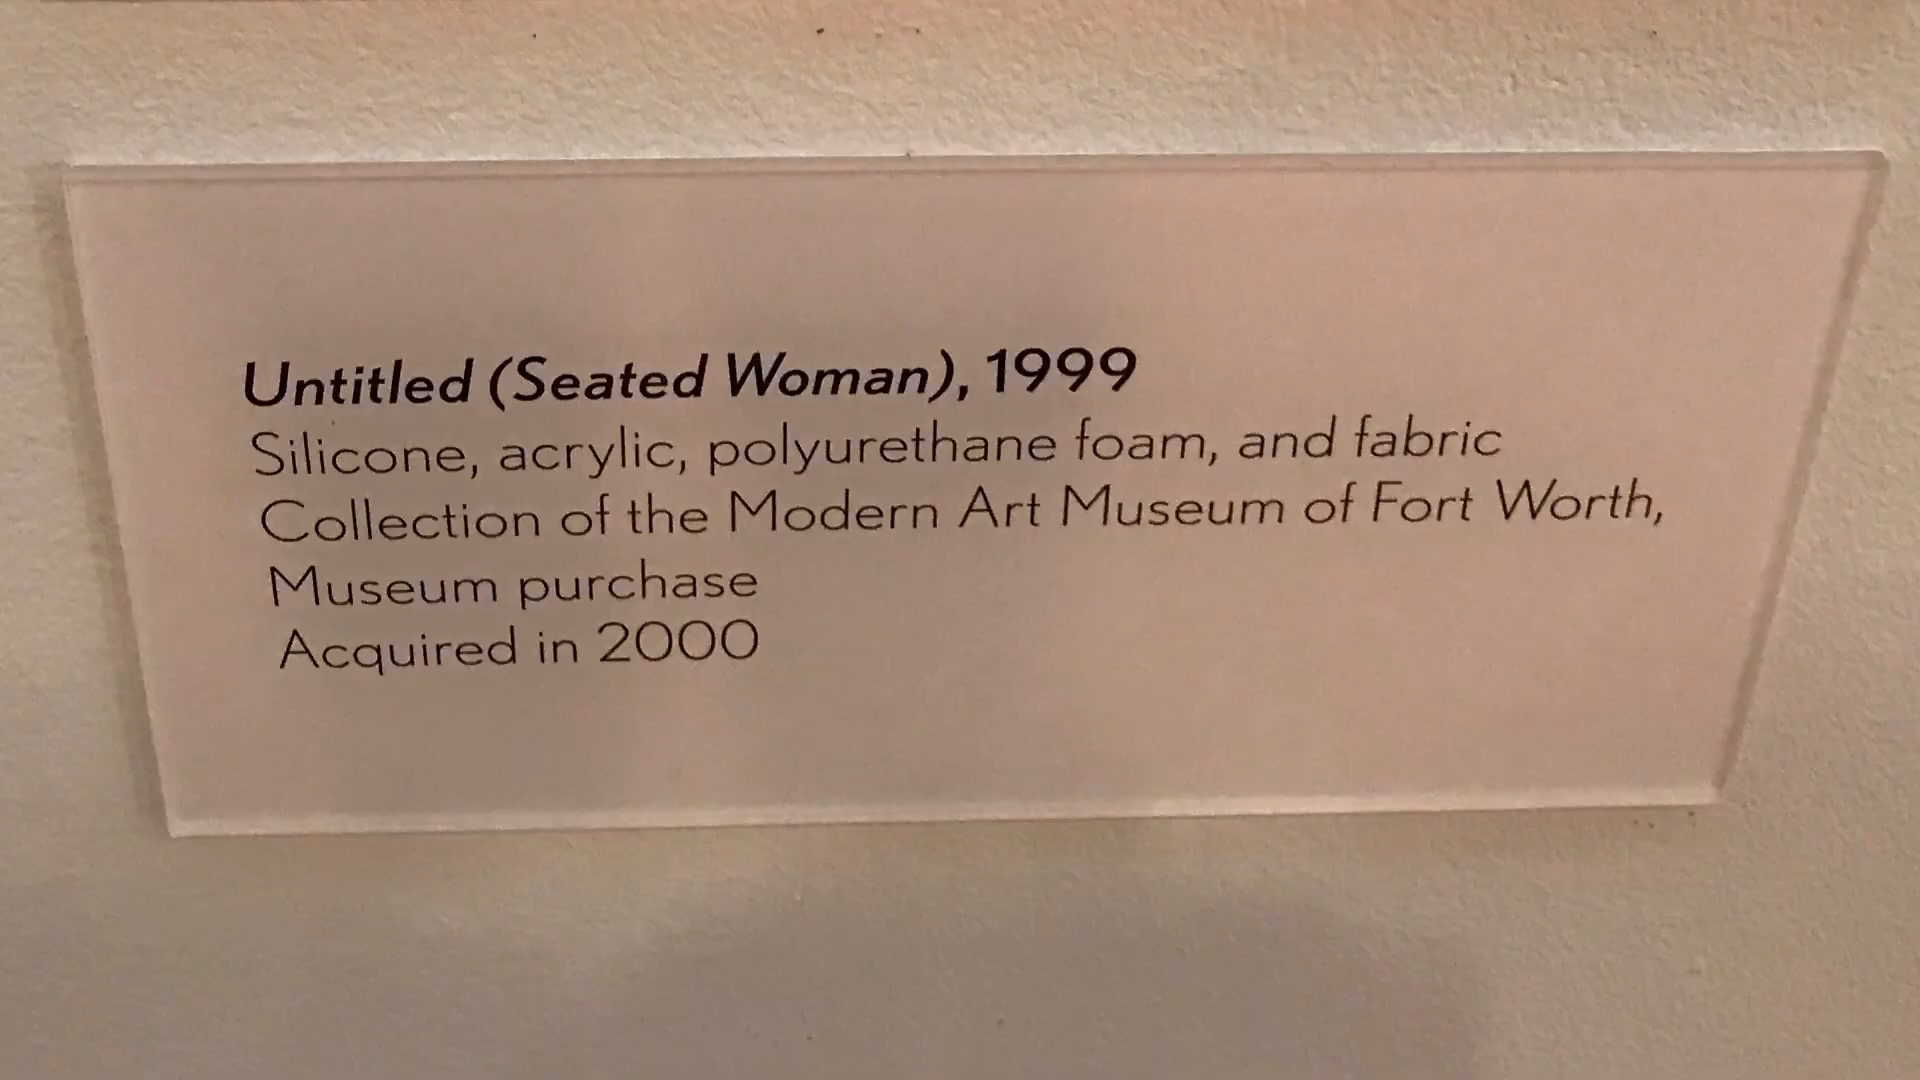 Untitled (Seated Woman), 1999
Silicone, acrylic, polyurethane foam, and fabric
Collection of the Modern Art Museum of Fort Worth,
Museum purchase
Acquired in 2000